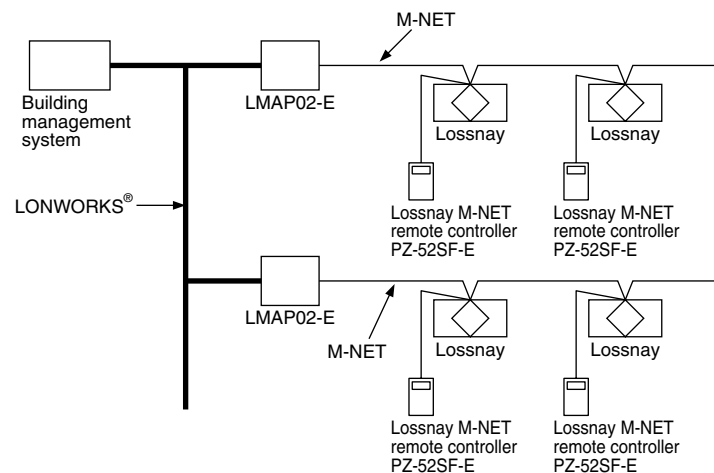 M-NET
Building
management
system
LMAP02-E
Lossnay
Lossnay
LONWORKS®
Lossnay M-NET
remote controller
PZ-52SF-E
Lossnay M-NET
remote controller
PZ-52SF-E
LMAP02-E
M-NET
Lossnay
Lossnay
Lossnay M-NET
remote controller
PZ-52SF-E
Lossnay M-NET
remote controller
PZ-52SF-E